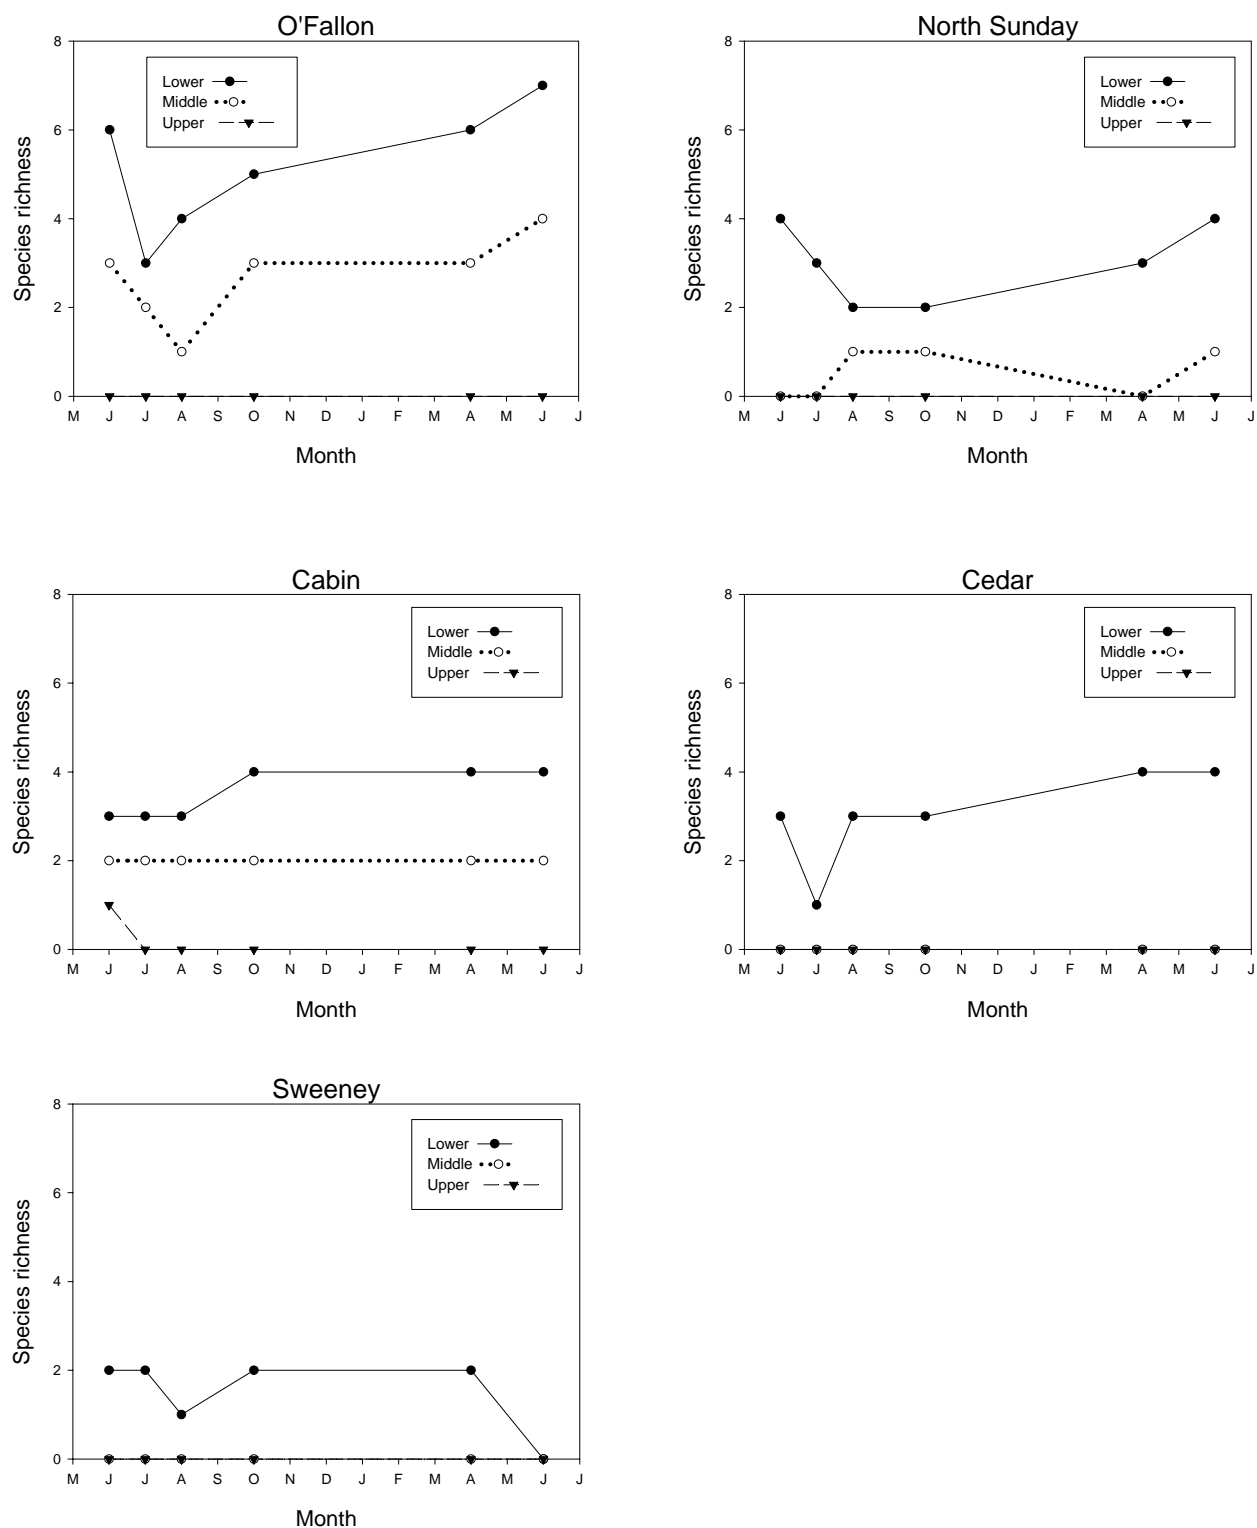 O'Fallon
8
6
4
2
0
Species richness
Lower
Middle
Upper
M J J A S O N D J F M A M J J
Month
North Sunday
8
6
4
2
0
Species richness
Lower
Middle
Upper
M J J A S O N D J F M A M J J
Month
Cabin
8
6
4
2
0
Species richness
Lower
Middle
Upper
M J J A S O N D J F M A M J J
Month
Cedar
8
6
4
2
0
Species richness
Lower
Middle
Upper
M J J A S O N D J F M A M J J
Month
Sweeney
8
6
4
2
0
Species richness
Lower
Middle
Upper
M J J A S O N D J F M A M J J
Month